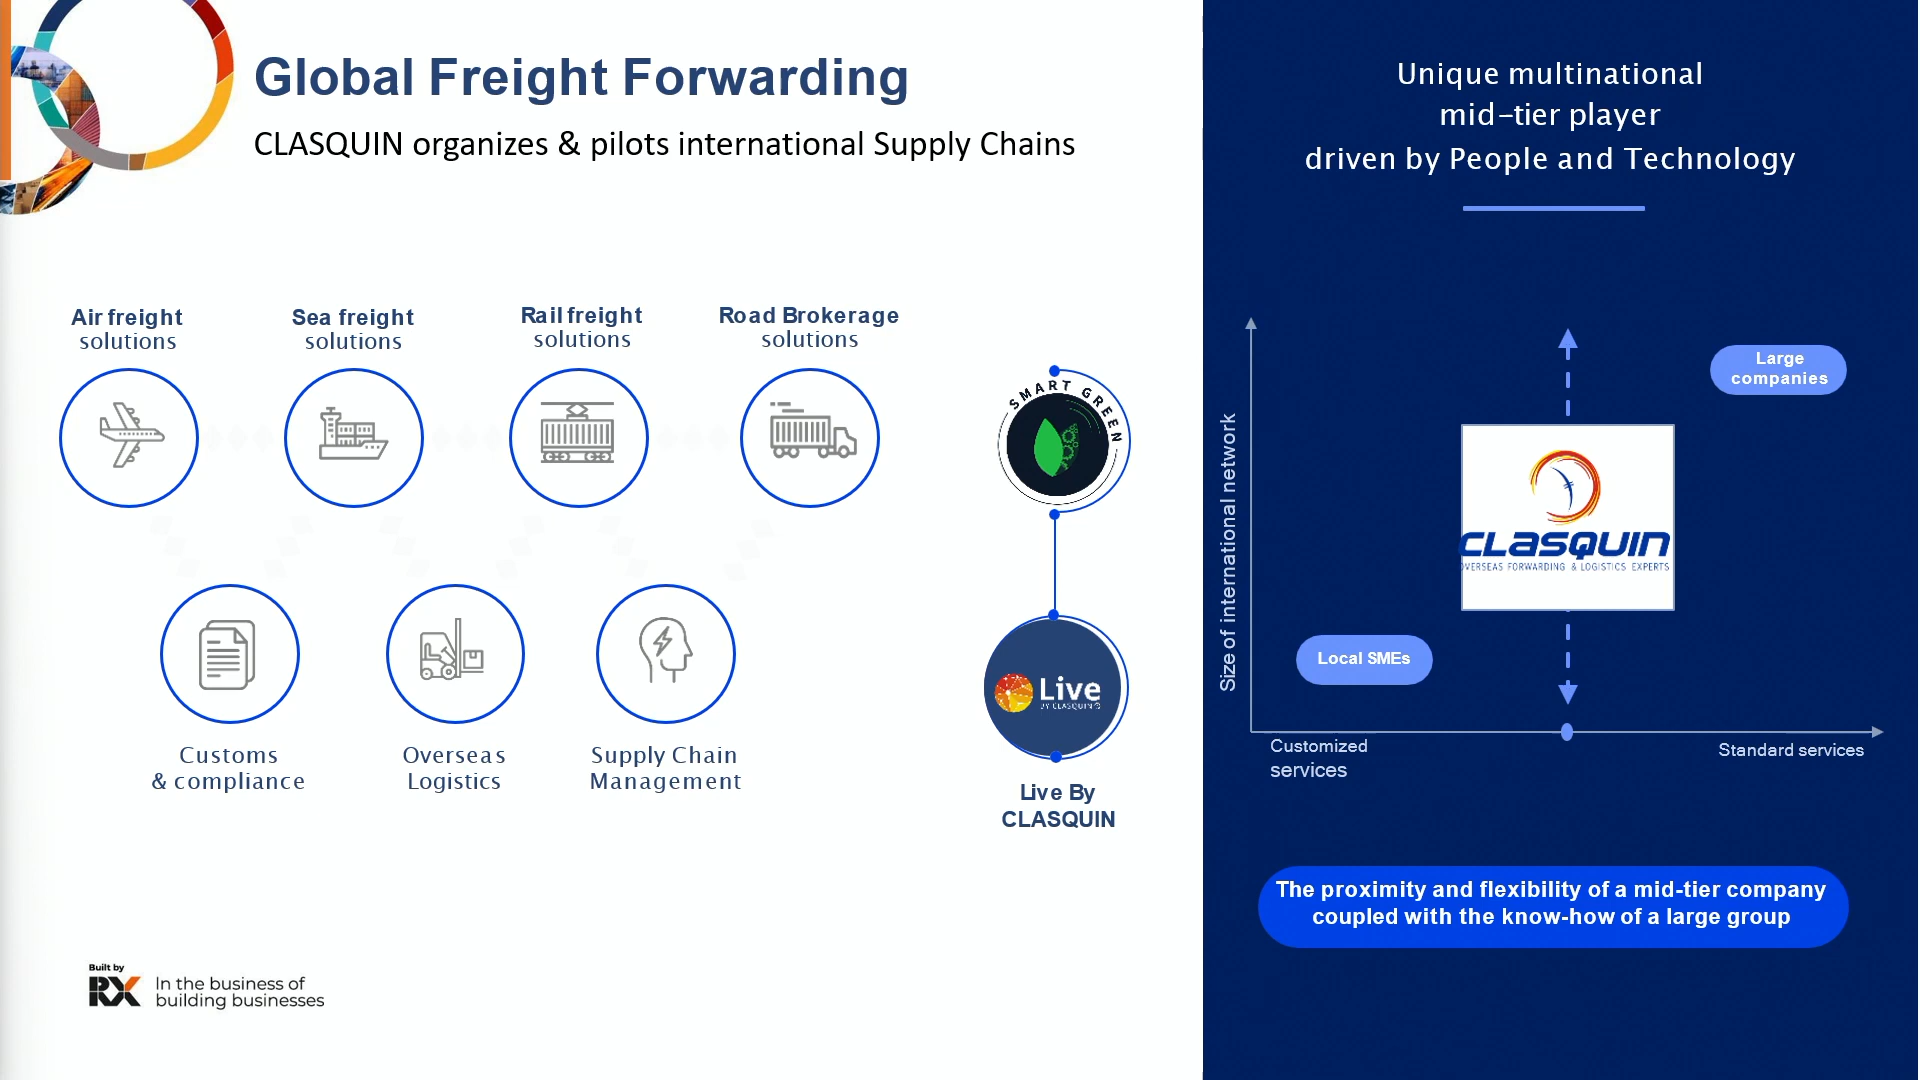 Global Freight Forwarding
CLASQUIN organizes & pilots international Supply Chains
Air freight
solutions
Sea freight
solutions
Rail freight
solutions
Road Brokerage
solutions
SMART GREEN
Customs
& compliance
Overseas
Logistics
Supply Chain
Management
Live
BY CLASQUIN
Live By
CLASQUIN
Built by
RX
In the business of
building businesses
Unique multinational
mid-tier player
driven by People and Technology
Size of international network
Large
companies
CLASQUIN
OVERSEAS FORWARDING & LOGISTICS EXPERTS
Local SMEs
Customized
services
Standard services
The proximity and flexibility of a mid-tier company
coupled with the know-how of a large group